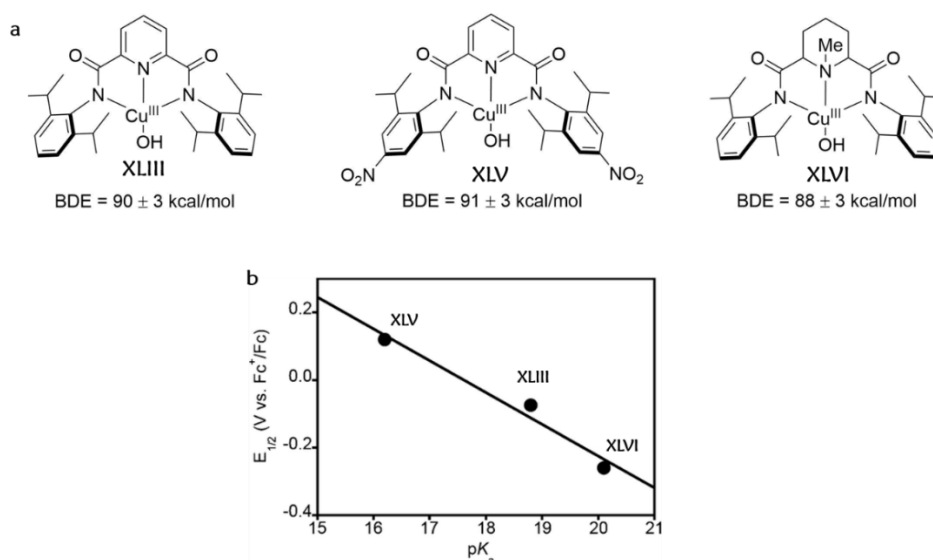 a
O
N
O
N
N
Cu^III
OH
XLIII
BDE = 90 ± 3 kcal/mol
O
N
O
N
N
Cu^III
OH
O₂N
NO₂
XLV
BDE = 91 ± 3 kcal/mol
Me
O
N
O
N
N
Cu^III
OH
XLVI
BDE = 88 ± 3 kcal/mol
b
E_1/2 (V vs. Fc⁺/Fc)
0.2
0.0
-0.2
-0.4
XLV
XLIII
XLVI
15 16 17 18 19 20 21
pKₐ